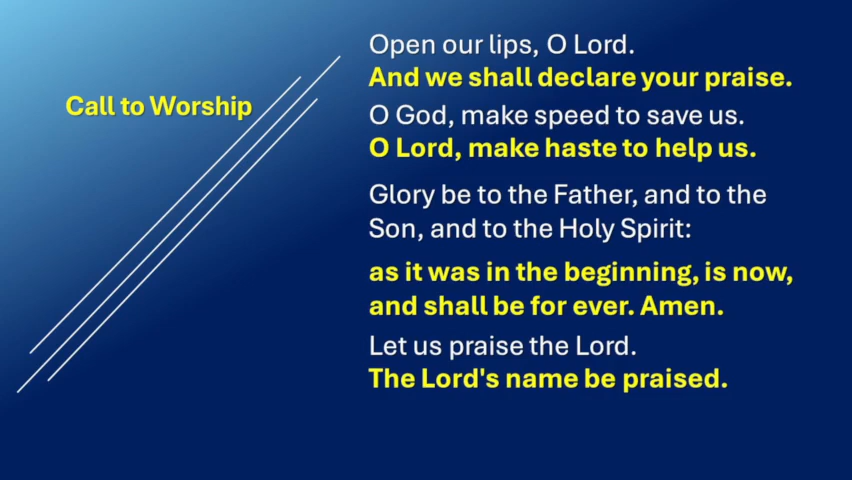 Call to Worship
Open our lips, O Lord.
And we shall declare your praise.
O God, make speed to save us.
O Lord, make haste to help us.
Glory be to the Father, and to the
Son, and to the Holy Spirit:
as it was in the beginning, is now,
and shall be for ever. Amen.
Let us praise the Lord.
The Lord's name be praised.